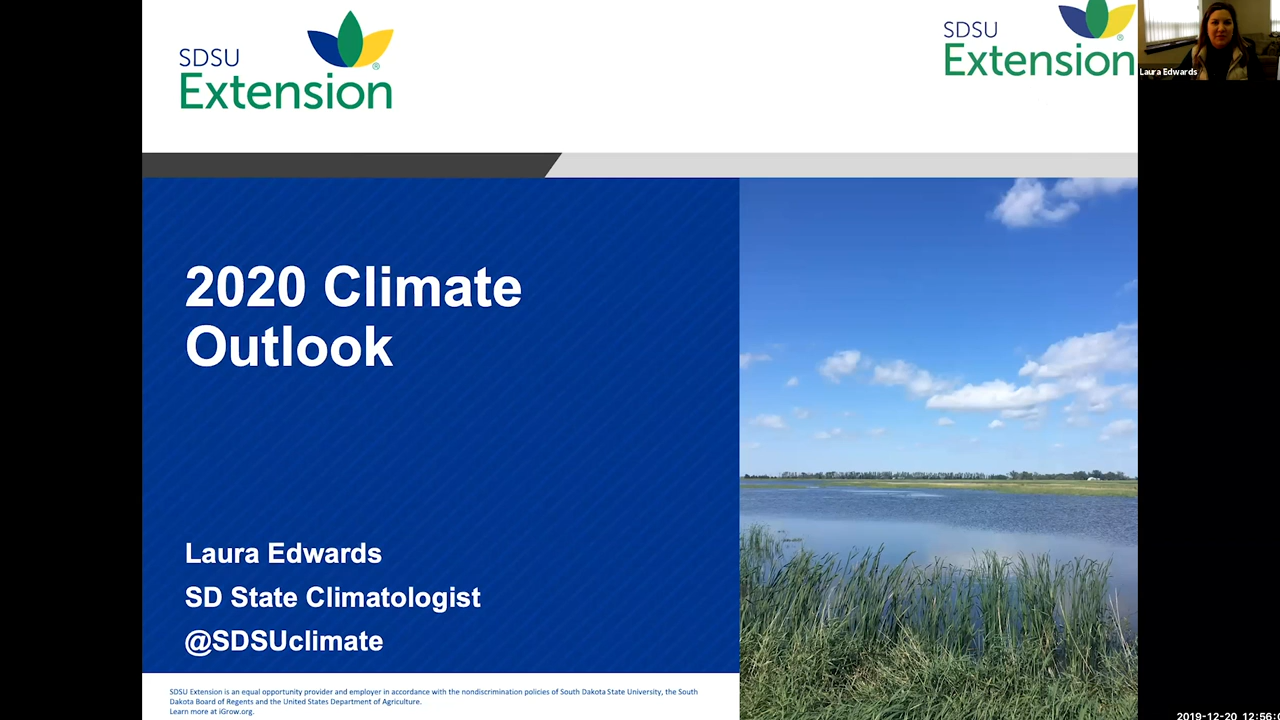 SDSU
Extension
®
SDSU
Extension
®
Laura Edwards
2020 Climate
Outlook
Laura Edwards
SD State Climatologist
@SDSUclimate
SDSU Extension is an equal opportunity provider and employer in accordance with the nondiscrimination policies of South Dakota State University, the South
Dakota Board of Regents and the United States Department of Agriculture.
Learn more at iGrow.org.
2019-12-20 12:56: